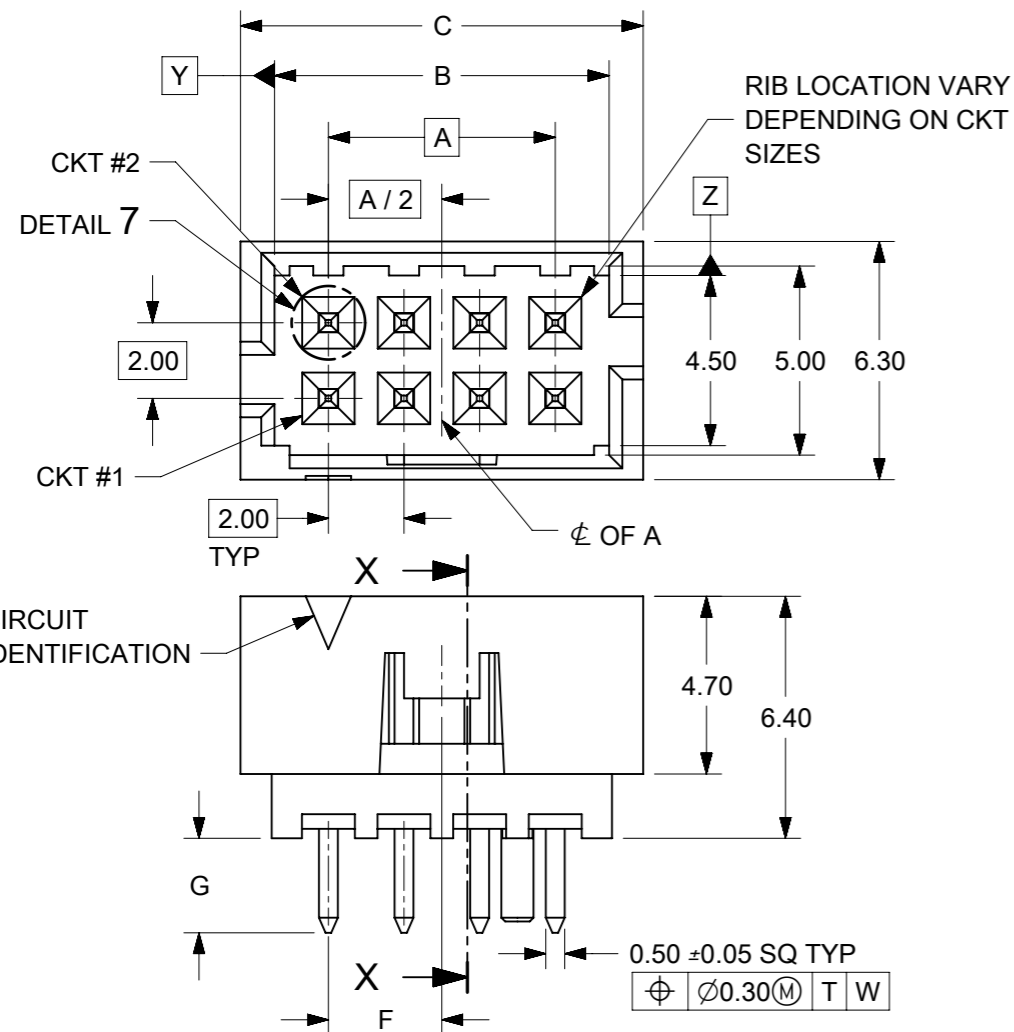 C
Y
B
RIB LOCATION VARY
DEPENDING ON CKT
SIZES
A
CKT #2
A / 2
Z
DETAIL 7
2.00
4.50
5.00
6.30
CKT #1
2.00
TYP
℄ OF A
X
IRCUIT
DENTIFICATION
4.70
6.40
G
0.50 ±0.05 SQ TYP
⌖ ∅0.30Ⓜ T W
X
F